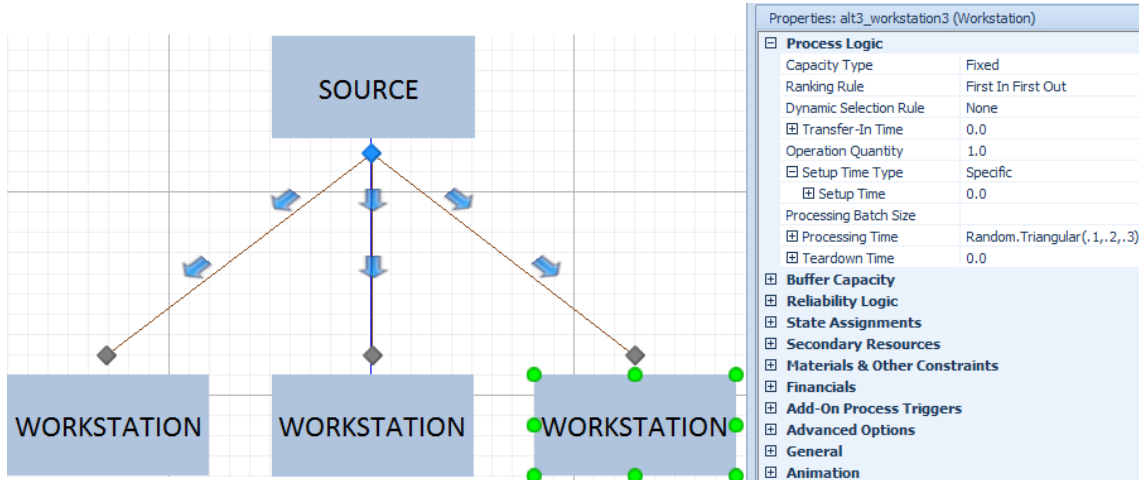 Properties: alt3_workstation3 (Workstation)
Process Logic
Capacity Type Fixed
Ranking Rule First In First Out
Dynamic Selection Rule None
Transfer-In Time 0.0
Operation Quantity 1.0
Setup Time Type Specific
Setup Time 0.0
Processing Batch Size
Processing Time Random.Triangular(.1,.2,.3)
Teardown Time 0.0
Buffer Capacity
Reliability Logic
State Assignments
Secondary Resources
Materials & Other Constraints
Financials
Add-On Process Triggers
Advanced Options
General
Animation
SOURCE
WORKSTATION WORKSTATION WORKSTATION